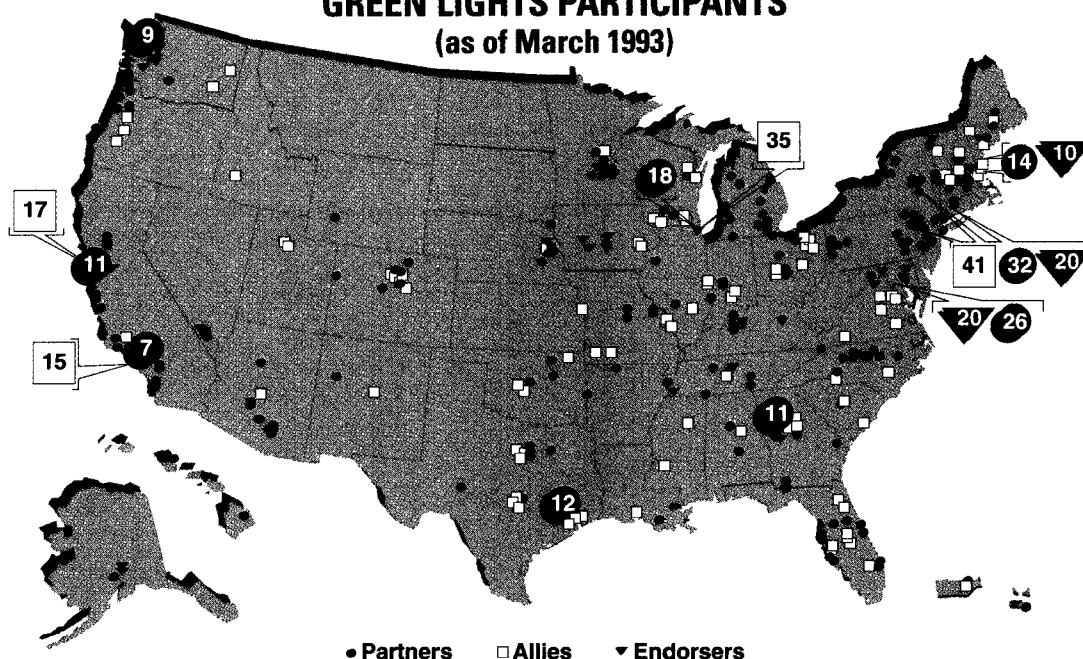 GREEN LIGHTS PARTICIPANTS
(as of March 1993)
9
35
18
14 10
17
11
41 32 20
20 26
7
15
11
12
Partners Allies Endorsers